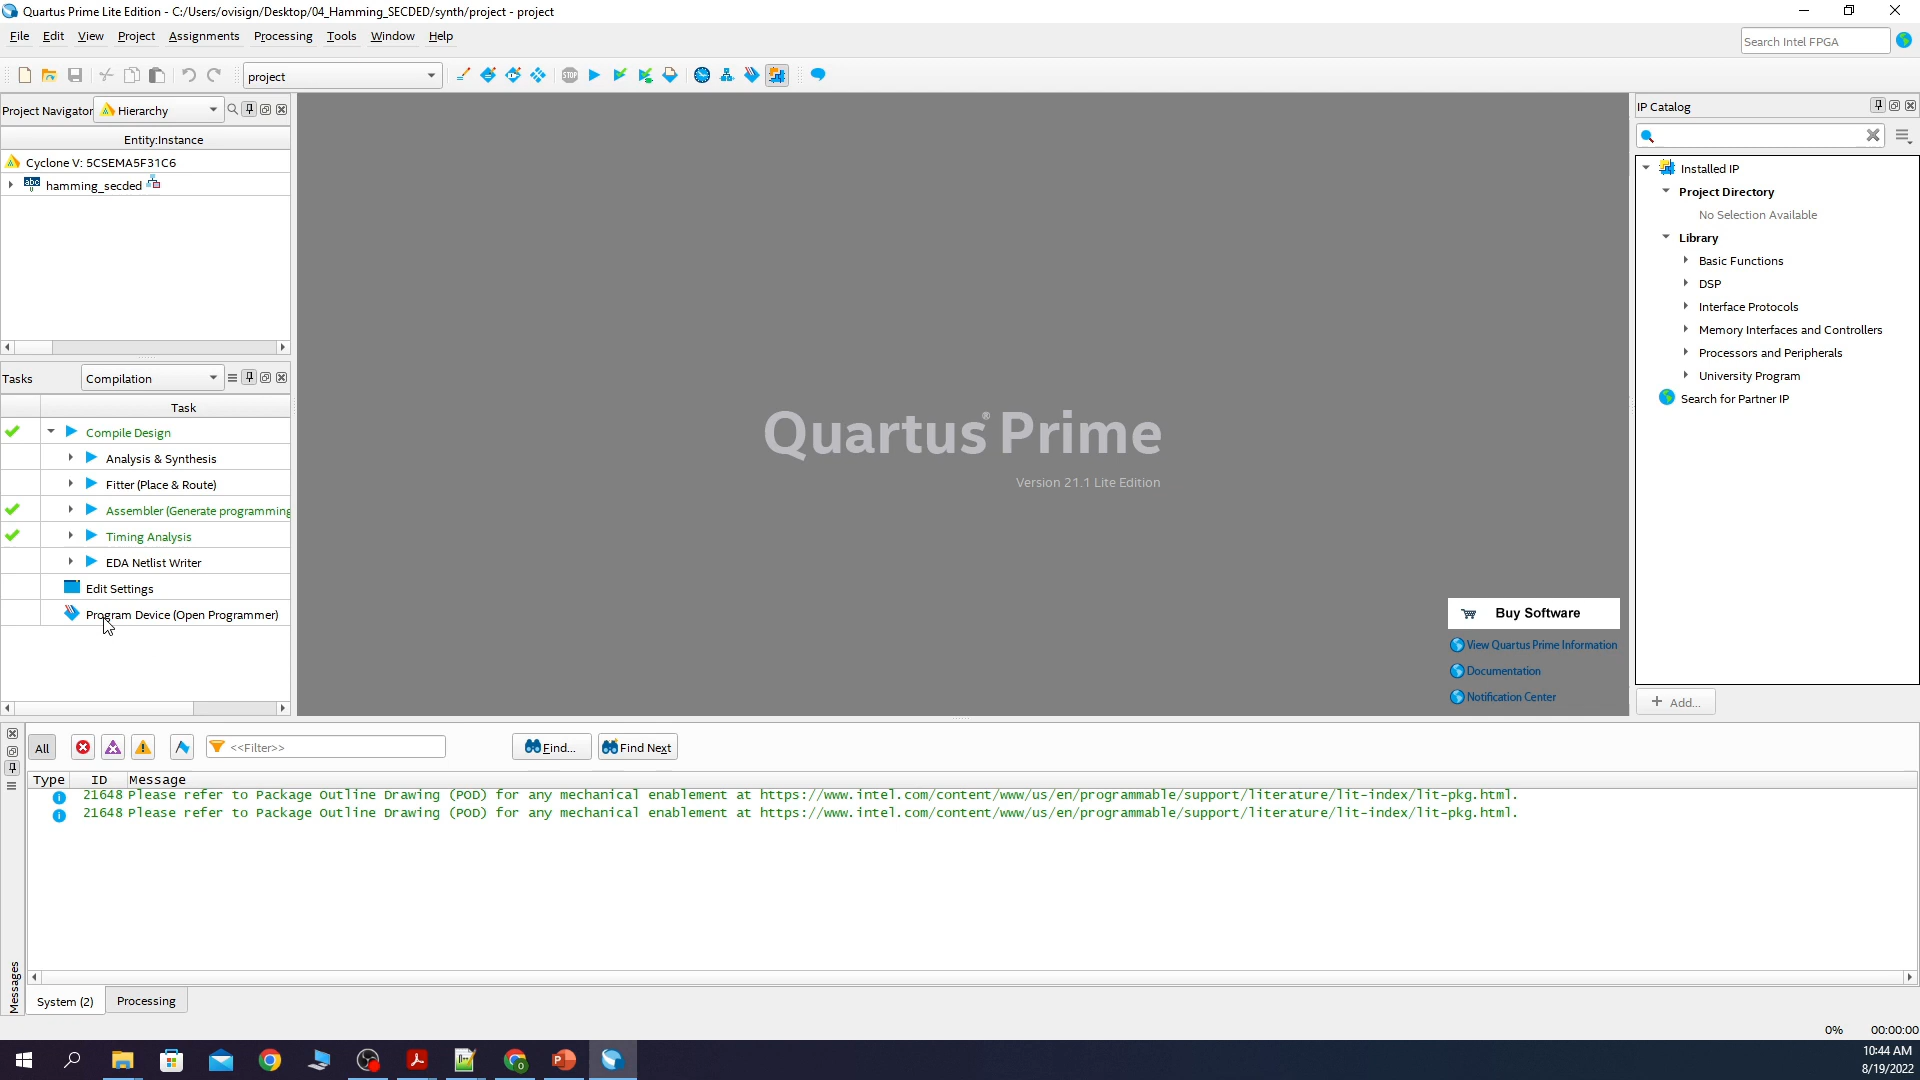 Quartus Prime Lite Edition - C:/Users/ovisign/Desktop/04_Hamming_SECDED/synth/project - project
File Edit View Project Assignments Processing Tools Window Help
Search Intel FPGA
project
Project Navigator Hierarchy
Entity:Instance
Cyclone V: 5CSEMA5F31C6
abc hamming_secded
Tasks Compilation
Task
Compile Design
Analysis & Synthesis
Fitter (Place & Route)
Assembler (Generate programming
Timing Analysis
EDA Netlist Writer
Edit Settings
Program Device (Open Programmer)
Quartus® Prime
Version 21.1 Lite Edition
Buy Software
View Quartus Prime Information
Documentation
Notification Center
IP Catalog
Installed IP
Project Directory
No Selection Available
Library
Basic Functions
DSP
Interface Protocols
Memory Interfaces and Controllers
Processors and Peripherals
University Program
Search for Partner IP
+ Add...
All <<Filter>> Find... Find Next
Type ID Message
21648 Please refer to Package Outline Drawing (POD) for any mechanical enablement at https://www.intel.com/content/www/us/en/programmable/support/literature/lit-index/lit-pkg.html.
21648 Please refer to Package Outline Drawing (POD) for any mechanical enablement at https://www.intel.com/content/www/us/en/programmable/support/literature/lit-index/lit-pkg.html.
Messages
System (2) Processing
0% 00:00:00
10:44 AM
8/19/2022